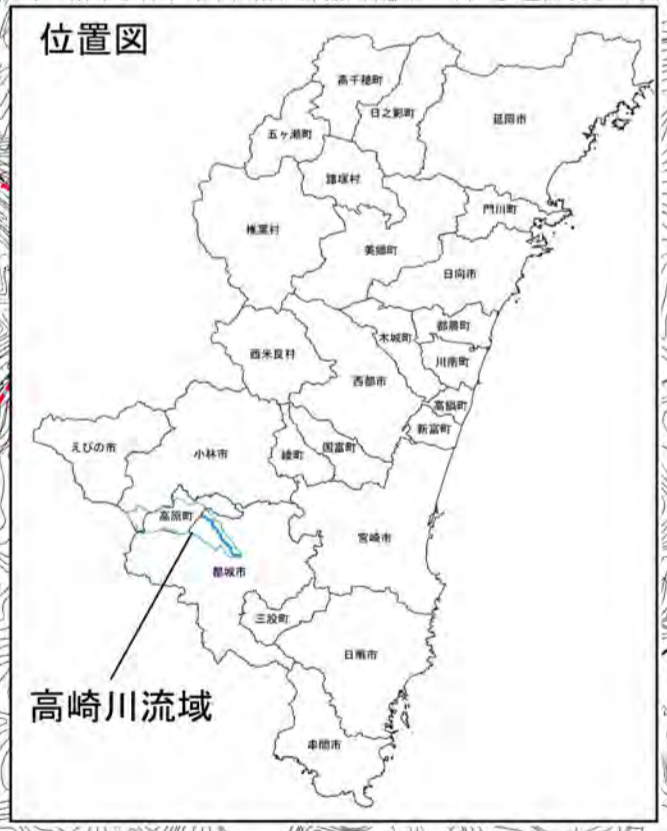 位置図
高千穂町
日之影町
延岡市
五ヶ瀬町
諸塚村
門川町
椎葉村
美郷町
日向市
木城町
都農町
西米良村
川南町
西都市
高鍋町
新富町
えびの市
小林市
綾町
国富町
高原町
宮崎市
都城市
三股町
日南市
高崎川流域
串間市